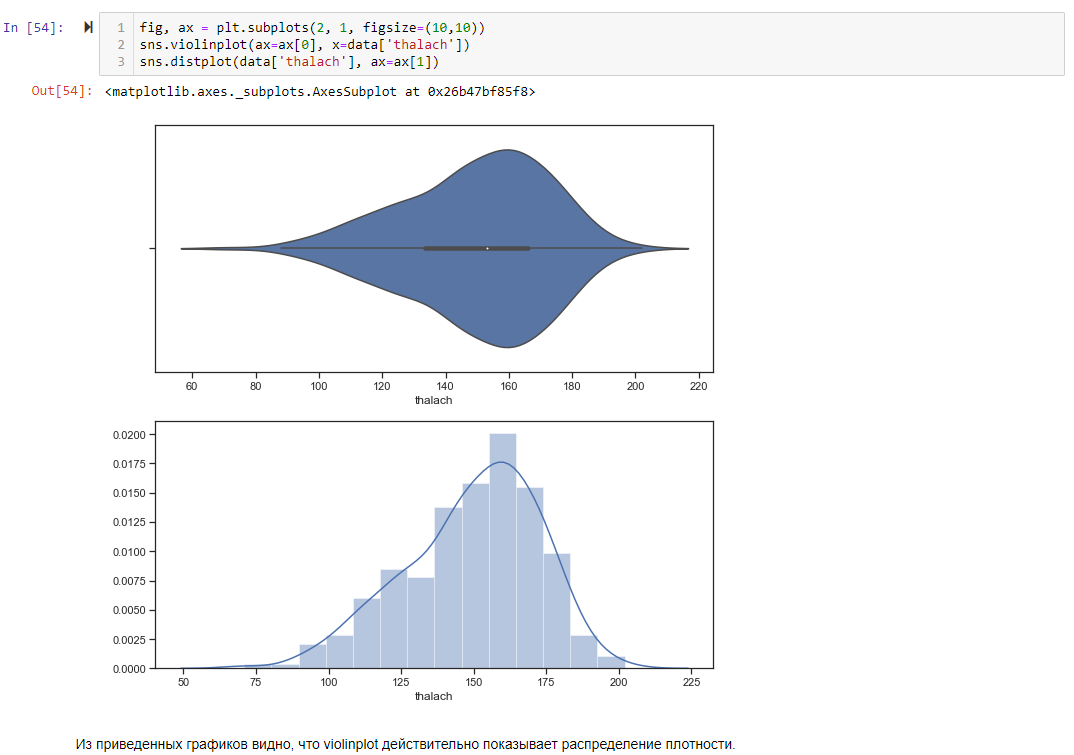 In [54]:
1 fig, ax = plt.subplots(2, 1, figsize=(10,10))
2 sns.violinplot(ax=ax[0], x=data['thalach'])
3 sns.distplot(data['thalach'], ax=ax[1])
Out[54]: <matplotlib.axes._subplots.AxesSubplot at 0x26b47bf85f8>
60 80 100 120 140 160 180 200 220
thalach
0.0200
0.0175
0.0150
0.0125
0.0100
0.0075
0.0050
0.0025
0.0000
50 75 100 125 150 175 200 225
thalach
Из приведенных графиков видно, что violinplot действительно показывает распределение плотности.